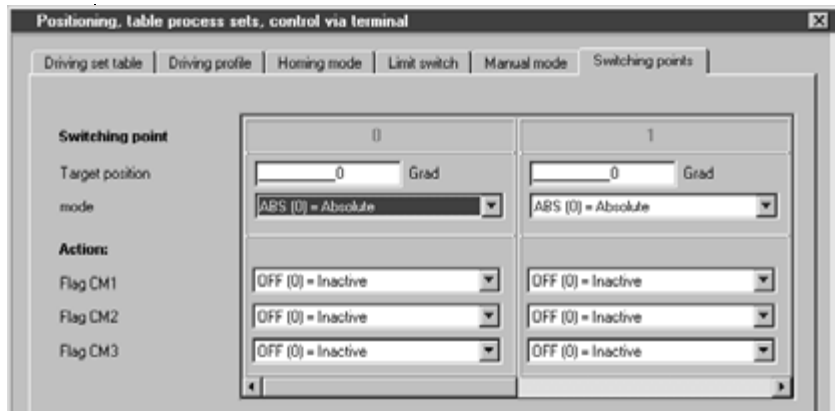 Positioning, table process sets, control via terminal
Driving set table Driving profile Homing mode Limit switch Manual mode Switching points
Switching point 0 1
Target position 0 Grad 0 Grad
mode ABS (0) = Absolute ABS (0) = Absolute
Action:
Flag CM1 OFF (0) = Inactive OFF (0) = Inactive
Flag CM2 OFF (0) = Inactive OFF (0) = Inactive
Flag CM3 OFF (0) = Inactive OFF (0) = Inactive